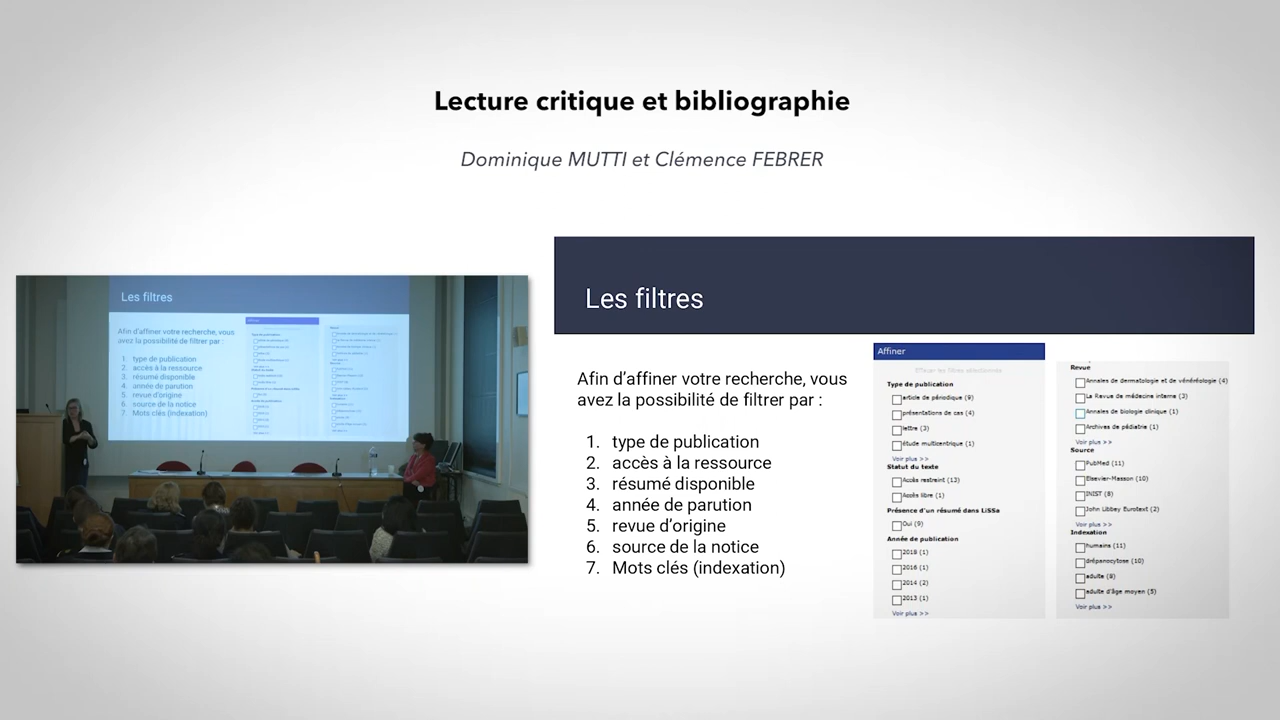 Lecture critique et bibliographie
Dominique MUTTI et Clémence FEBRER
Les filtres
Afin d'affiner votre recherche, vous
avez la possibilité de filtrer par :
1. type de publication
2. accès à la ressource
3. résumé disponible
4. année de parution
5. revue d'origine
6. source de la notice
7. Mots clés (indexation)
Les filtres
Afin d'affiner votre recherche, vous
avez la possibilité de filtrer par :
1. type de publication
2. accès à la ressource
3. résumé disponible
4. année de parution
5. revue d'origine
6. source de la notice
7. Mots clés (indexation)
Affiner
Effacer les filtres sélectionnés
Type de publication
article de périodique (9)
présentations de cas (4)
lettre (3)
étude multicentrique (1)
Voir plus >>
Statut du texte
Accès restreint (13)
Accès libre (1)
Présence d'un résumé dans LiSSa
Oui (9)
Année de publication
2018 (1)
2016 (1)
2014 (2)
2013 (1)
Voir plus >>
Revue
Annales de dermatologie et de vénéréologie (4)
La Revue de médecine interne (3)
Annales de biologie clinique (1)
Archives de pédiatrie (1)
Voir plus >>
Source
PubMed (11)
Elsevier-Masson (10)
INIST (8)
John Libbey Eurotext (2)
Voir plus >>
Indexation
humains (11)
drépanocytose (10)
adulte (8)
adulte d'âge moyen (5)
Voir plus >>